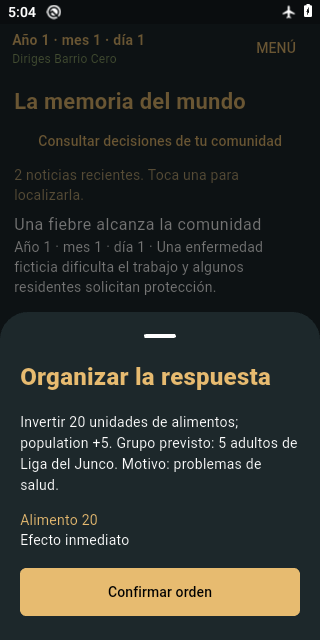 5:04
Año 1 · mes 1 · día 1
Diriges Barrio Cero
MENÚ
La memoria del mundo
Consultar decisiones de tu comunidad
2 noticias recientes. Toca una para
localizarla.
Una fiebre alcanza la comunidad
Año 1 · mes 1 · día 1 · Una enfermedad
ficticia dificulta el trabajo y algunos
residentes solicitan protección.
Organizar la respuesta
Invertir 20 unidades de alimentos;
population +5. Grupo previsto: 5 adultos de
Liga del Junco. Motivo: problemas de
salud.
Alimento 20
Efecto inmediato
Confirmar orden